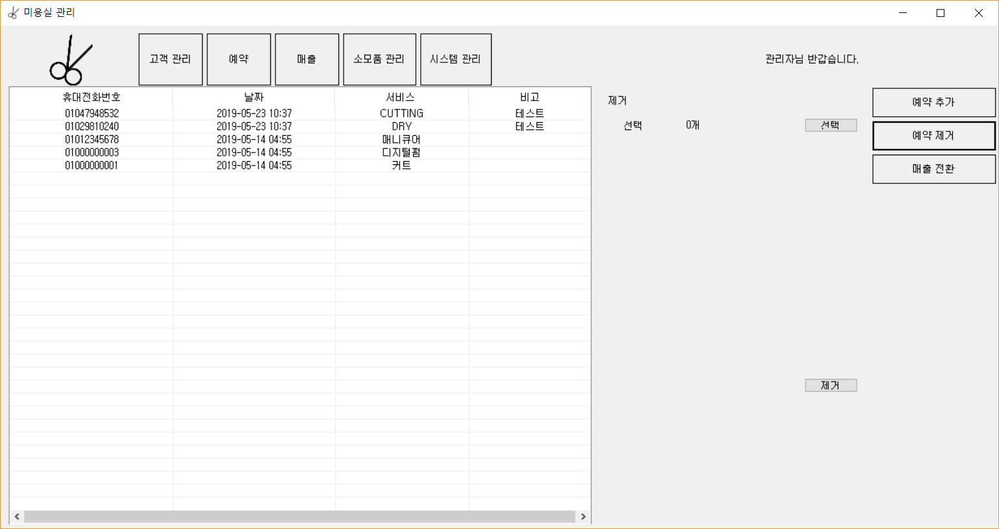 미용실 관리
고객 관리 예약 매출 소모품 관리 시스템 관리 관리자님 반갑습니다.
휴대전화번호 날짜 서비스 비고
01047948532 2019-05-23 10:37 CUTTING 테스트
01029810240 2019-05-23 10:37 DRY 테스트
01012345678 2019-05-14 04:55 매니큐어
01000000003 2019-05-14 04:55 디지털펌
01000000001 2019-05-14 04:55 커트
제거
선택 0개 선택
제거
예약 추가
예약 제거
매출 전환